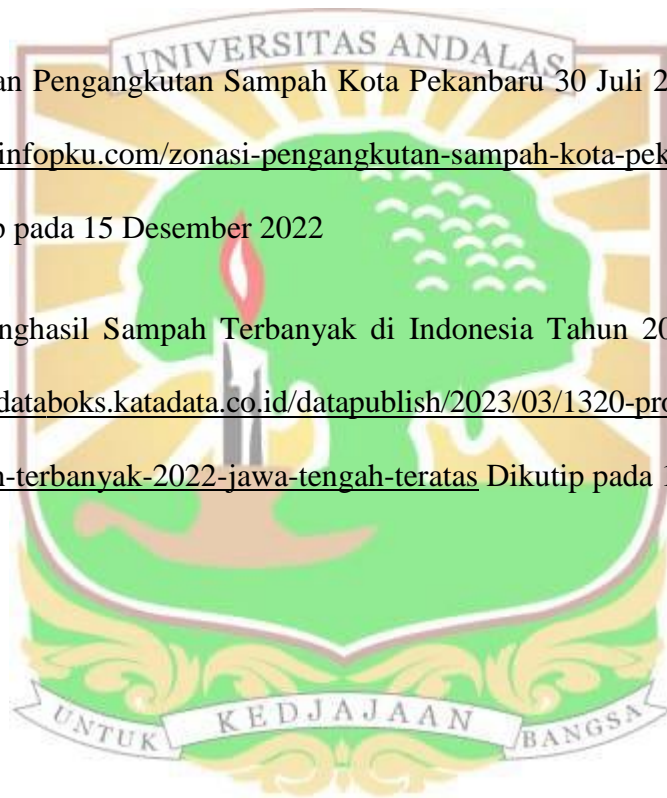 UNIVERSITAS ANDALAS
an Pengangkutan Sampah Kota Pekanbaru 30 Juli 2
infopku.com/zonasi-pengangkutan-sampah-kota-pek
p pada 15 Desember 2022
nghasil Sampah Terbanyak di Indonesia Tahun 20
databoks.katadata.co.id/datapublish/2023/03/1320-pro
n-terbanyak-2022-jawa-tengah-teratas Dikutip pada 1
UNTUK KEDJAJAAN BANGSA